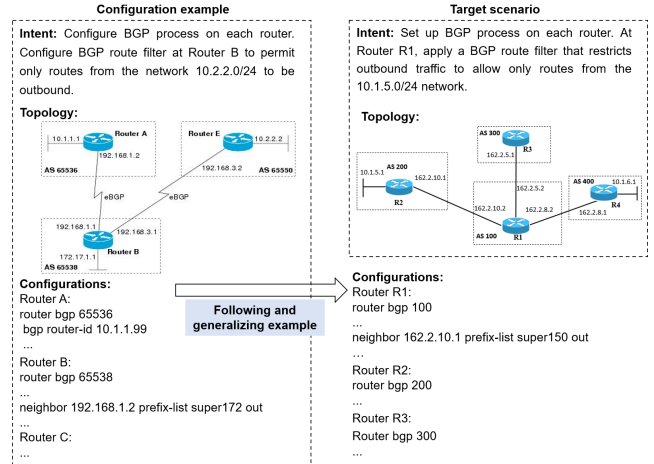 Configuration example
Intent: Configure BGP process on each router.
Configure BGP route filter at Router B to permit
only routes from the network 10.2.2.0/24 to be
outbound.
Topology:
10.1.1.1
Router A
192.168.1.2
AS 65536
Router E
10.2.2.2
192.168.3.2
AS 65550
eBGP
eBGP
192.168.1.1
192.168.3.1
Router B
172.17.1.1
AS 65538
Configurations:
Router A:
router bgp 65536
bgp router-id 10.1.1.99
...
Router B:
router bgp 65538
...
neighbor 192.168.1.2 prefix-list super172 out
...
Router C:
...
Following and
generalizing example
Target scenario
Intent: Set up BGP process on each router. At
Router R1, apply a BGP route filter that restricts
outbound traffic to allow only routes from the
10.1.5.0/24 network.
Topology:
AS 300
R3
162.2.5.1
AS 200
10.1.5.1
162.2.10.1
R2
AS 400
10.1.6.1
R4
162.2.8.1
162.2.5.2
162.2.10.2
162.2.8.2
R1
AS 100
Configurations:
Router R1:
router bgp 100
...
neighbor 162.2.10.1 prefix-list super150 out
...
Router R2:
router bgp 200
...
Router R3:
Router bgp 300
...